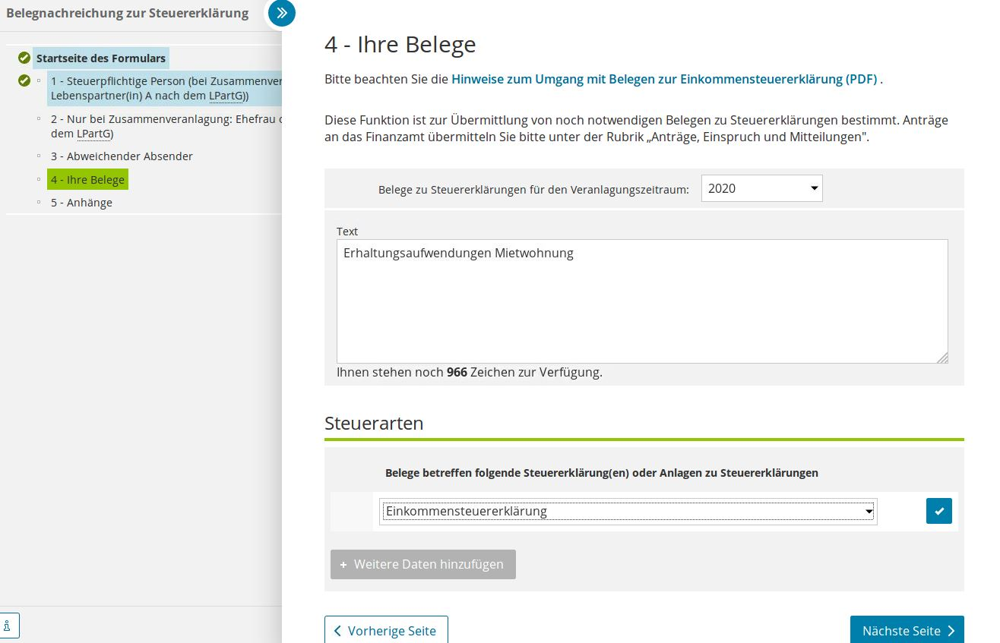 Belegnachreichung zur Steuererklärung
Startseite des Formulars
1 - Steuerpflichtige Person (bei Zusammenver
Lebenspartner(in) A nach dem LPartG))
2 - Nur bei Zusammenveranlagung: Ehefrau
dem LPartG)
3 - Abweichender Absender
4 - Ihre Belege
5 - Anhänge
4 - Ihre Belege
Bitte beachten Sie die Hinweise zum Umgang mit Belegen zur Einkommensteuererklärung (PDF) .
Diese Funktion ist zur Übermittlung von noch notwendigen Belegen zu Steuererklärungen bestimmt. Anträge
an das Finanzamt übermitteln Sie bitte unter der Rubrik „Anträge, Einspruch und Mitteilungen".
Belege zu Steuererklärungen für den Veranlagungszeitraum: 2020
Text
Erhaltungsaufwendungen Mietwohnung
Ihnen stehen noch 966 Zeichen zur Verfügung.
Steuerarten
Belege betreffen folgende Steuererklärung(en) oder Anlagen zu Steuererklärungen
Einkommensteuererklärung
+ Weitere Daten hinzufügen
Vorherige Seite
Nächste Seite